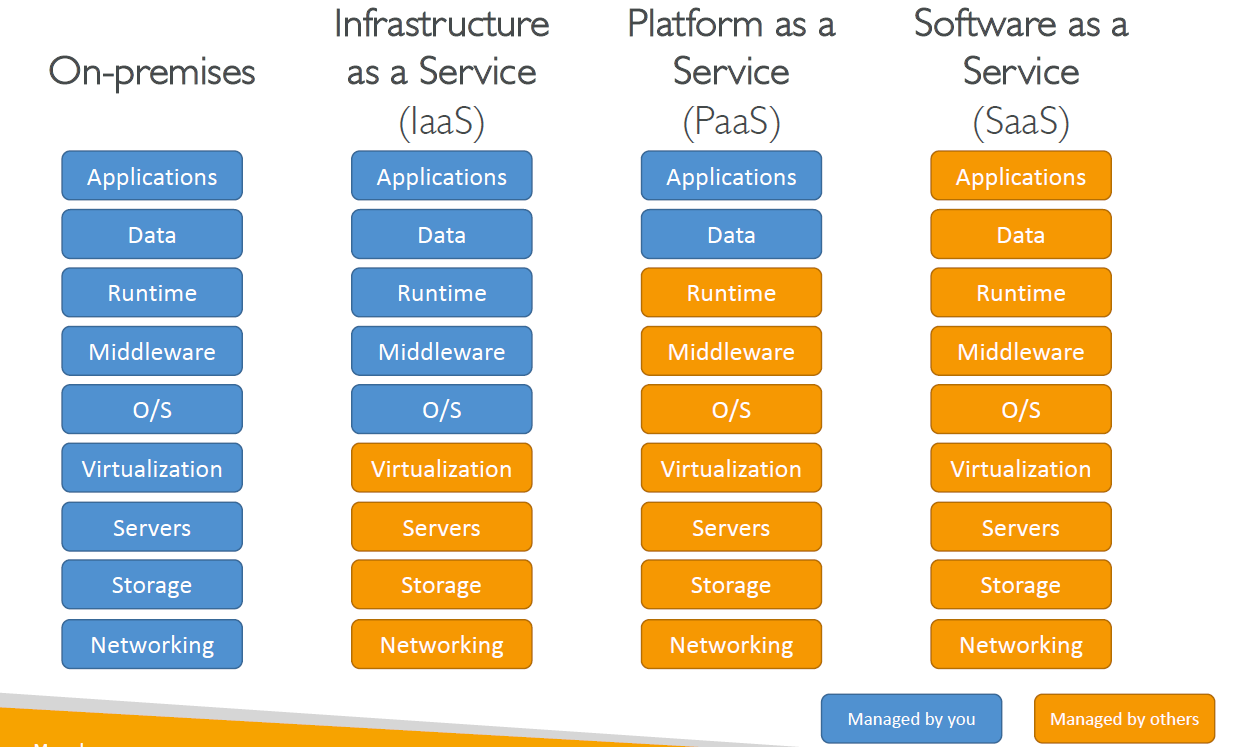 On-premises
Infrastructure
as a Service
(IaaS)
Platform as a
Service
(PaaS)
Software as a
Service
(SaaS)
Applications
Data
Runtime
Middleware
O/S
Virtualization
Servers
Storage
Networking
Applications
Data
Runtime
Middleware
O/S
Virtualization
Servers
Storage
Networking
Applications
Data
Runtime
Middleware
O/S
Virtualization
Servers
Storage
Networking
Applications
Data
Runtime
Middleware
O/S
Virtualization
Servers
Storage
Networking
Managed by you
Managed by others